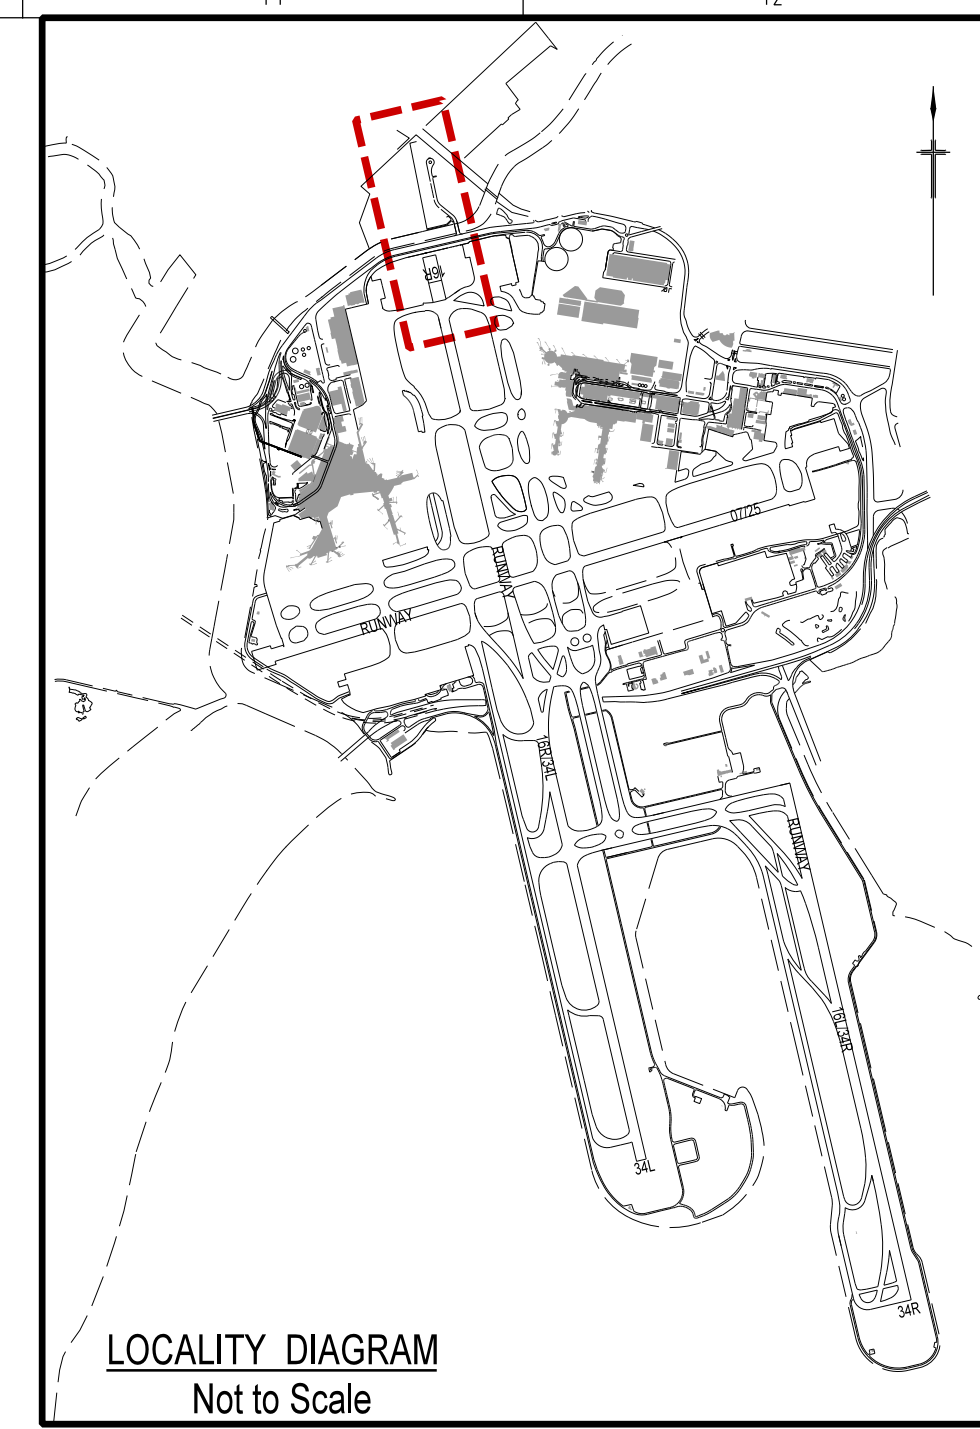 16R
07/25
RUNWAY
RUNWAY
16R/34L
RUNWAY
16L/34R
34L
34R
LOCALITY DIAGRAM
Not to Scale